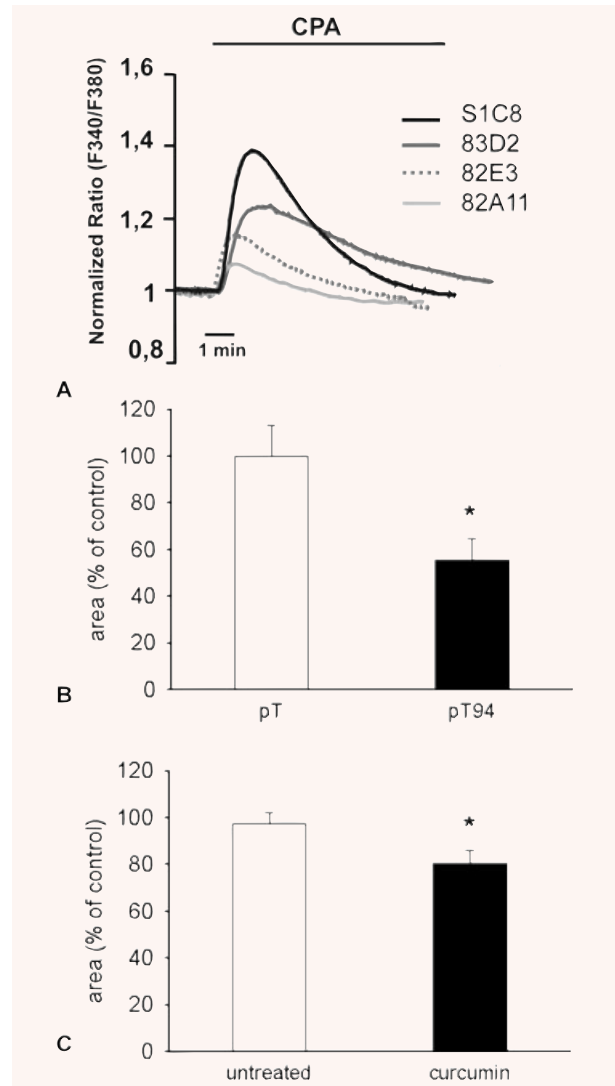 CPA
Normalized Ratio (F340/F380)
1,6
1,4
1,2
1
0,8
S1C8
83D2
82E3
82A11
1 min
A
area (% of control)
120
100
80
60
40
20
0
*
pT
pT94
B
area (% of control)
120
100
80
60
40
20
0
*
untreated
curcumin
C